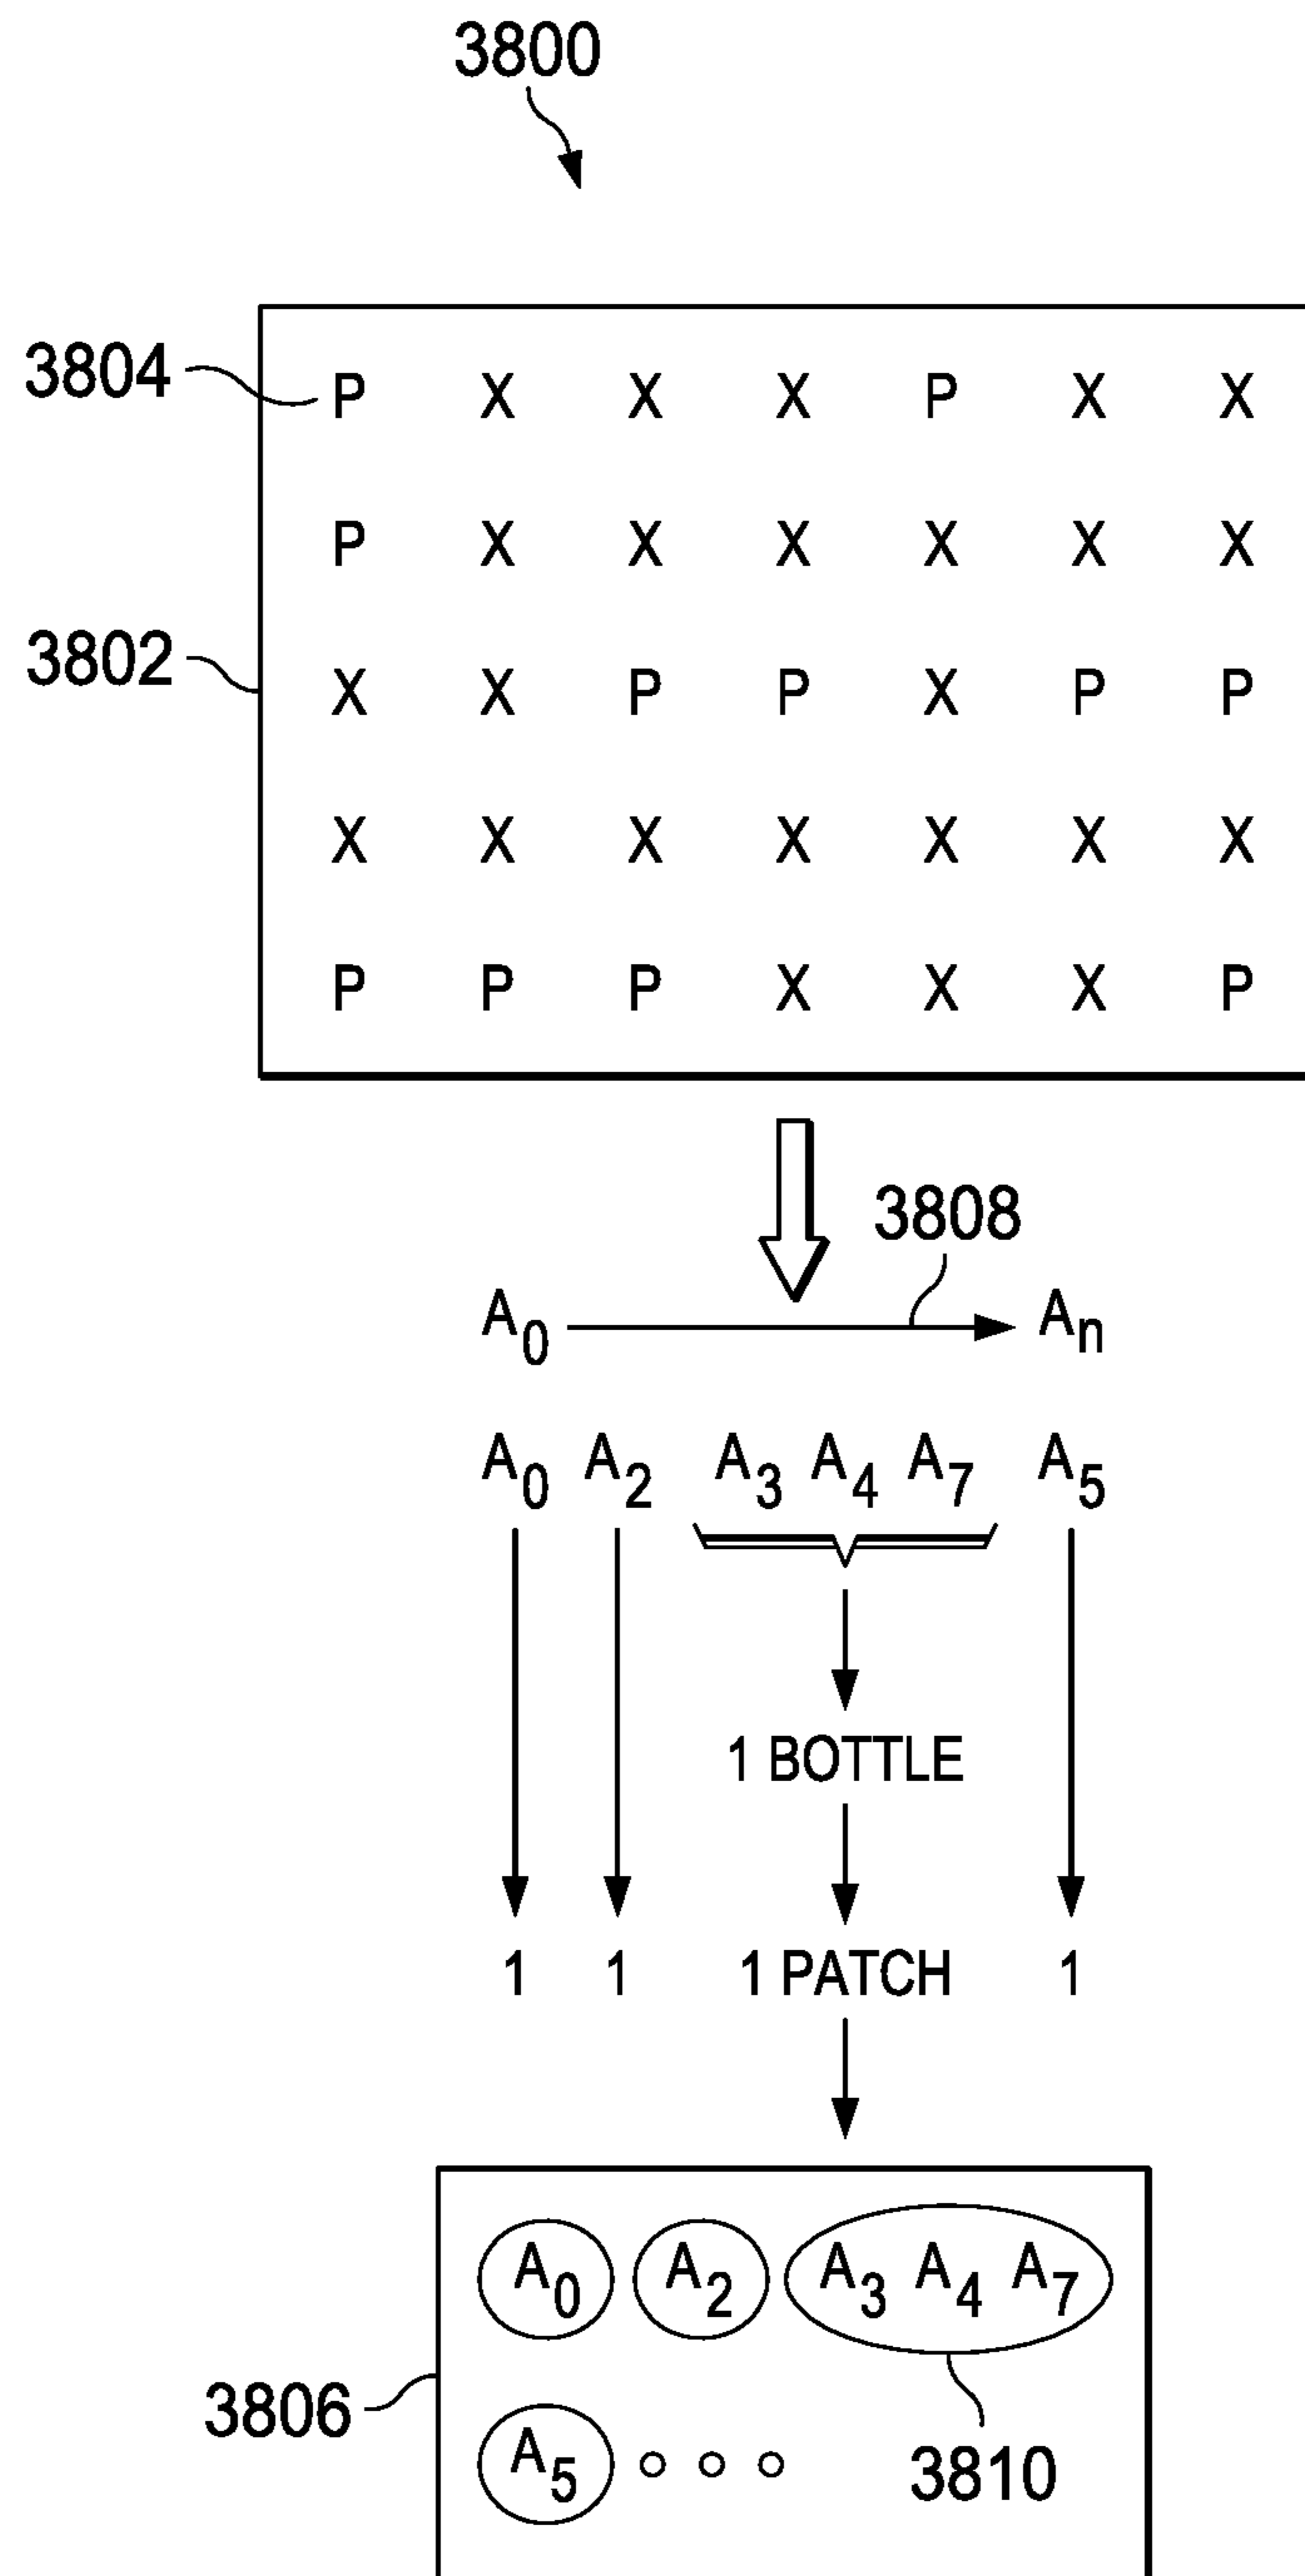 3800
3804 P X X X P X X
P X X X X X X
3802 X X P P X P P
X X X X X X X
P P P X X X P
3808
A0 An
A0 A2 A3 A4 A7 A5
1 BOTTLE
1 1 1 PATCH 1
A0 A2 A3 A4 A7
3806
A5
3810